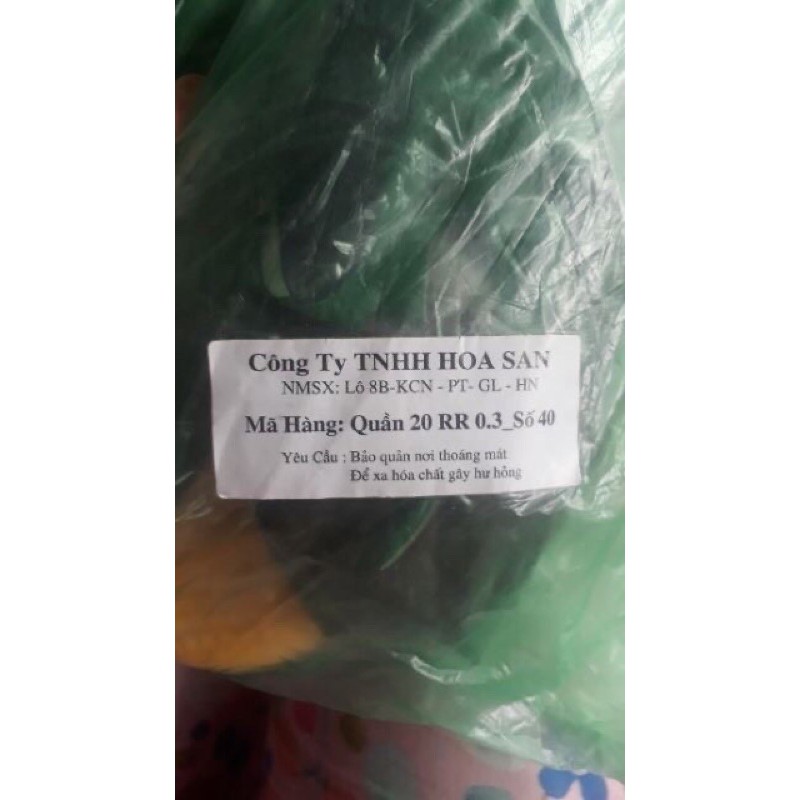 Công Ty TNHH HOA SAN
NMSX: Lô 8B-KCN - PT- GL - HN
Mã Hàng: Quần 20 RR 0.3_Số 40
Yêu Cầu : Bảo quản nơi thoáng mát
Để xa hóa chất gây hư hỏng